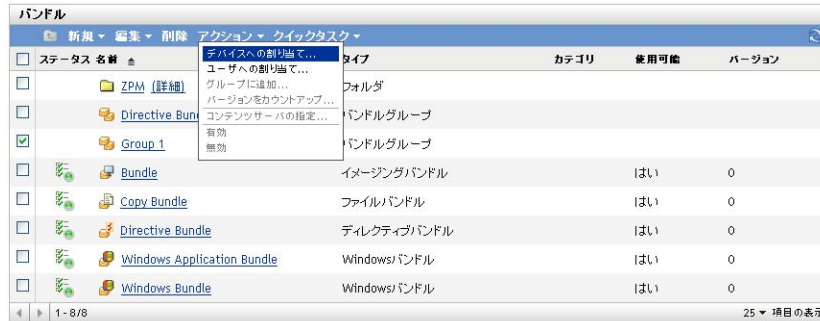 バンドル
新規 編集 削除 アクション クイックタスク
ステータス 名前 タイプ カテゴリ 使用可能 バージョン
デバイスへの割り当て...
ユーザへの割り当て...
グループに追加...
バージョンをカウントアップ...
コンテンツサーバの指定...
有効
無効
ZPM (詳細) フォルダ
Directive Bun バンドルグループ
Group 1 バンドルグループ
Bundle イメージングバンドル はい 0
Copy Bundle ファイルバンドル はい 0
Directive Bundle ディレクティブバンドル はい 0
Windows Application Bundle Windowsバンドル はい 0
Windows Bundle Windowsバンドル はい 0
1 - 8/8 25 項目の表示